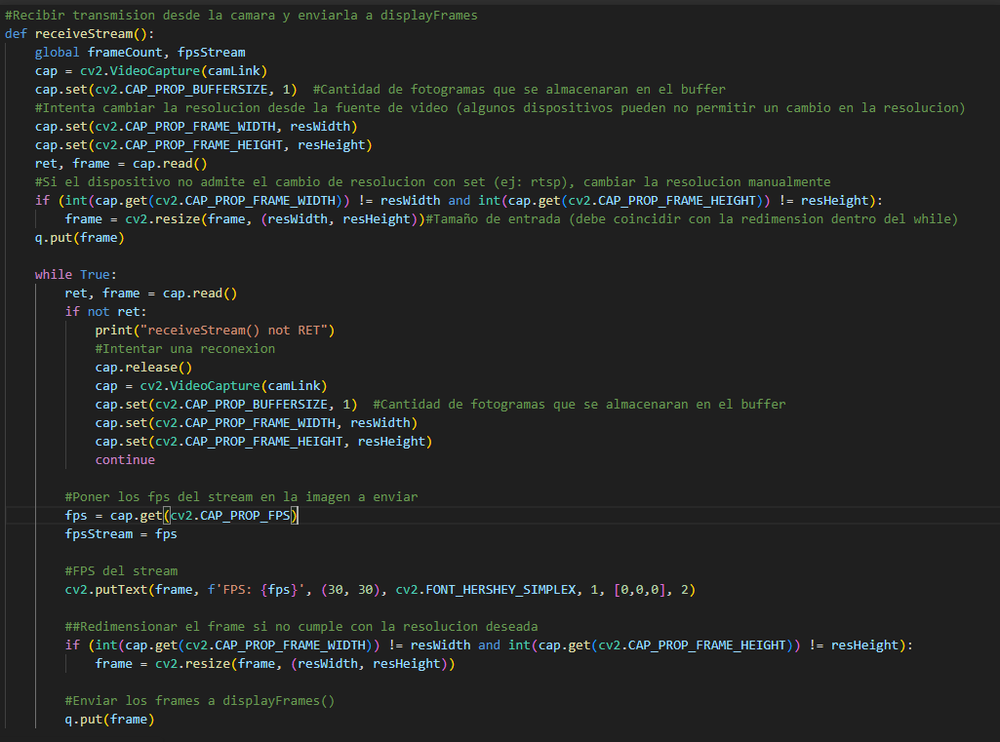 #Recibir transmision desde la camara y enviarla a displayFrames
def receiveStream():
    global frameCount, fpsStream
    cap = cv2.VideoCapture(camLink)
    cap.set(cv2.CAP_PROP_BUFFERSIZE, 1)  #Cantidad de fotogramas que se almacenaran en el buffer
    #Intenta cambiar la resolucion desde la fuente de video (algunos dispositivos pueden no permitir un cambio en la resolucion)
    cap.set(cv2.CAP_PROP_FRAME_WIDTH, resWidth)
    cap.set(cv2.CAP_PROP_FRAME_HEIGHT, resHeight)
    ret, frame = cap.read()
    #Si el dispositivo no admite el cambio de resolucion con set (ej: rtsp), cambiar la resolucion manualmente
    if (int(cap.get(cv2.CAP_PROP_FRAME_WIDTH)) != resWidth and int(cap.get(cv2.CAP_PROP_FRAME_HEIGHT)) != resHeight):
        frame = cv2.resize(frame, (resWidth, resHeight))#Tamaño de entrada (debe coincidir con la redimension dentro del while)
    q.put(frame)

    while True:
        ret, frame = cap.read()
        if not ret:
            print("receiveStream() not RET")
            #Intentar una reconexion
            cap.release()
            cap = cv2.VideoCapture(camLink)
            cap.set(cv2.CAP_PROP_BUFFERSIZE, 1)  #Cantidad de fotogramas que se almacenaran en el buffer
            cap.set(cv2.CAP_PROP_FRAME_WIDTH, resWidth)
            cap.set(cv2.CAP_PROP_FRAME_HEIGHT, resHeight)
            continue

        #Poner los fps del stream en la imagen a enviar
        fps = cap.get(cv2.CAP_PROP_FPS)
        fpsStream = fps

        #FPS del stream
        cv2.putText(frame, f'FPS: {fps}', (30, 30), cv2.FONT_HERSHEY_SIMPLEX, 1, [0,0,0], 2)

        ##Redimensionar el frame si no cumple con la resolucion deseada
        if (int(cap.get(cv2.CAP_PROP_FRAME_WIDTH)) != resWidth and int(cap.get(cv2.CAP_PROP_FRAME_HEIGHT)) != resHeight):
            frame = cv2.resize(frame, (resWidth, resHeight))

        #Enviar los frames a displayFrames()
        q.put(frame)